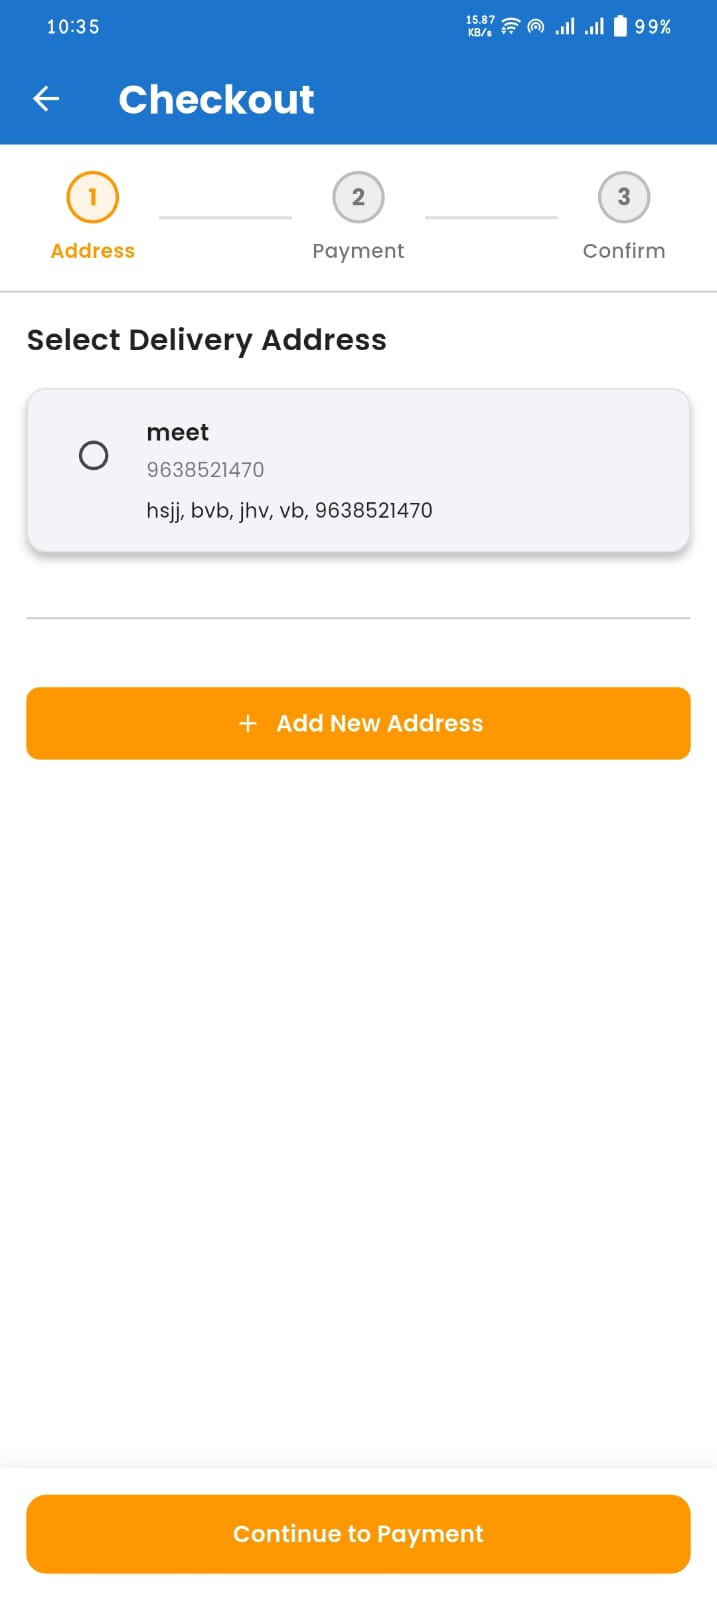 10:35
15.87
KB/s
99%
Checkout
1
2
3
Address
Payment
Confirm
Select Delivery Address
meet
9638521470
hsjj, bvb, jhv, vb, 9638521470
+ Add New Address
Continue to Payment